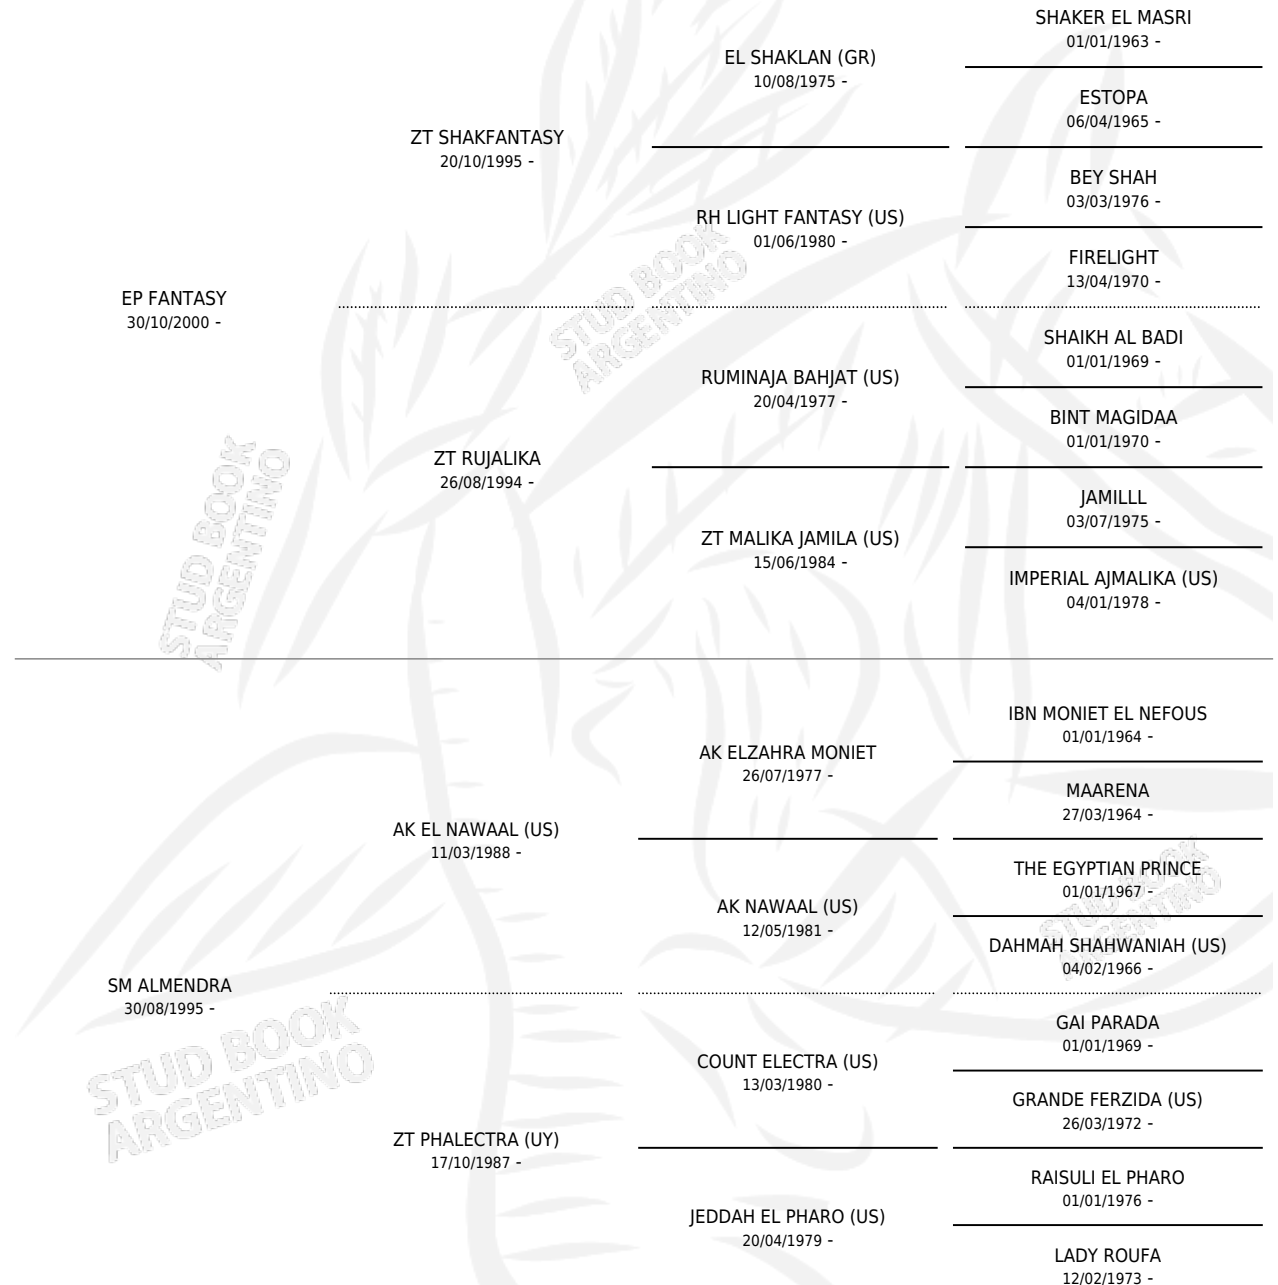 SHAKER EL MASRI
01/01/1963 -
EL SHAKLAN (GR)
10/08/1975 -
ESTOPA
06/04/1965 -
ZT SHAKFANTASY
20/10/1995 -
BEY SHAH
03/03/1976 -
RH LIGHT FANTASY (US)
01/06/1980 -
FIRELIGHT
13/04/1970 -
EP FANTASY
30/10/2000 -
STUD BOOK
ARGENTINO
SHAIKH AL BADI
01/01/1969 -
RUMINAJA BAHJAT (US)
20/04/1977 -
BINT MAGIDAA
01/01/1970 -
ZT RUJALIKA
26/08/1994 -
JAMILLL
03/07/1975 -
ZT MALIKA JAMILA (US)
15/06/1984 -
IMPERIAL AJMALIKA (US)
04/01/1978 -
STUD BOOK
ARGENTINO
IBN MONIET EL NEFOUS
01/01/1964 -
AK ELZAHRA MONIET
26/07/1977 -
MAARENA
27/03/1964 -
AK EL NAWAAL (US)
11/03/1988 -
THE EGYPTIAN PRINCE
01/01/1967 -
AK NAWAAL (US)
12/05/1981 -
STUD BOOK
ARGENTINO
DAHMAH SHAHWANIAH (US)
04/02/1966 -
SM ALMENDRA
30/08/1995 -
GAI PARADA
01/01/1969 -
COUNT ELECTRA (US)
13/03/1980 -
GRANDE FERZIDA (US)
26/03/1972 -
STUD BOOK
ARGENTINO
ZT PHALECTRA (UY)
17/10/1987 -
RAISULI EL PHARO
01/01/1976 -
JEDDAH EL PHARO (US)
20/04/1979 -
LADY ROUFA
12/02/1973 -